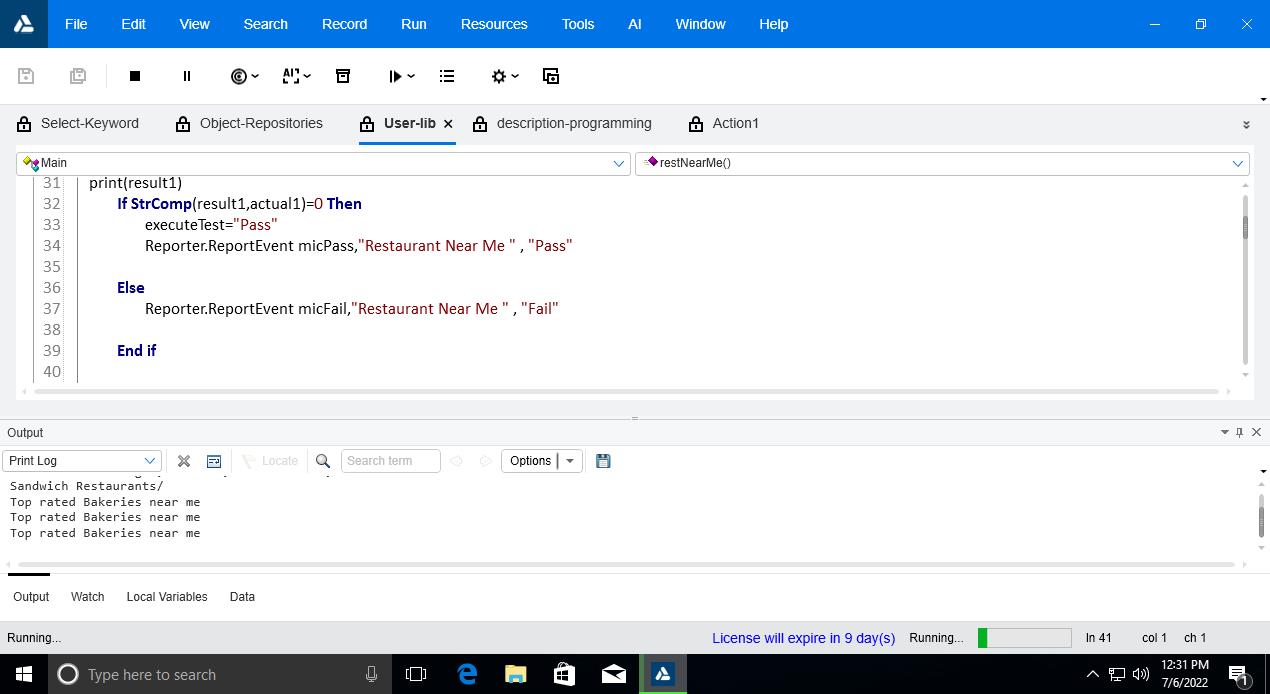 File Edit View Search Record Run Resources Tools AI Window Help
AI
Select-Keyword Object-Repositories User-lib × description-programming Action1
Main restNearMe()
31 print(result1)
32 If StrComp(result1,actual1)=0 Then
33 executeTest="Pass"
34 Reporter.ReportEvent micPass,"Restaurant Near Me " , "Pass"
35
36 Else
37 Reporter.ReportEvent micFail,"Restaurant Near Me " , "Fail"
38
39 End if
40
Output
Print Log Locate Search term Options
Sandwich Restaurants/
Top rated Bakeries near me
Top rated Bakeries near me
Top rated Bakeries near me
Output Watch Local Variables Data
Running... License will expire in 9 day(s) Running... ln 41 col 1 ch 1
Type here to search 12:31 PM
7/6/2022 1